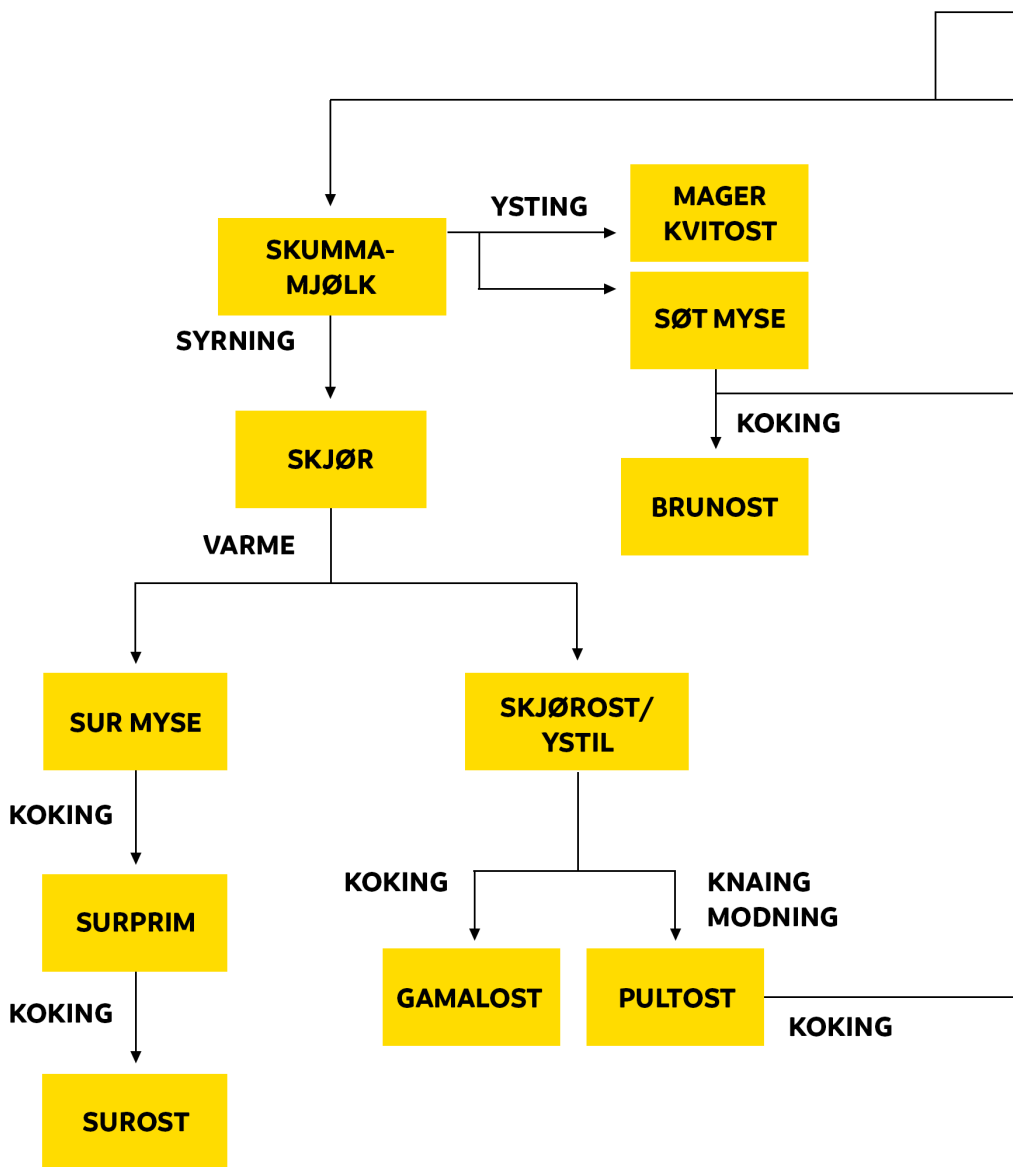 YSTING
MAGER
KVITOST
SKUMMA-
MJØLK
SØT MYSE
SYRNING
KOKING
SKJØR
BRUNOST
VARME
SUR MYSE
SKJØROST/
YSTIL
KOKING
KOKING
KNAING
MODNING
SURPRIM
GAMALOST
PULTOST
KOKING
KOKING
SUROST